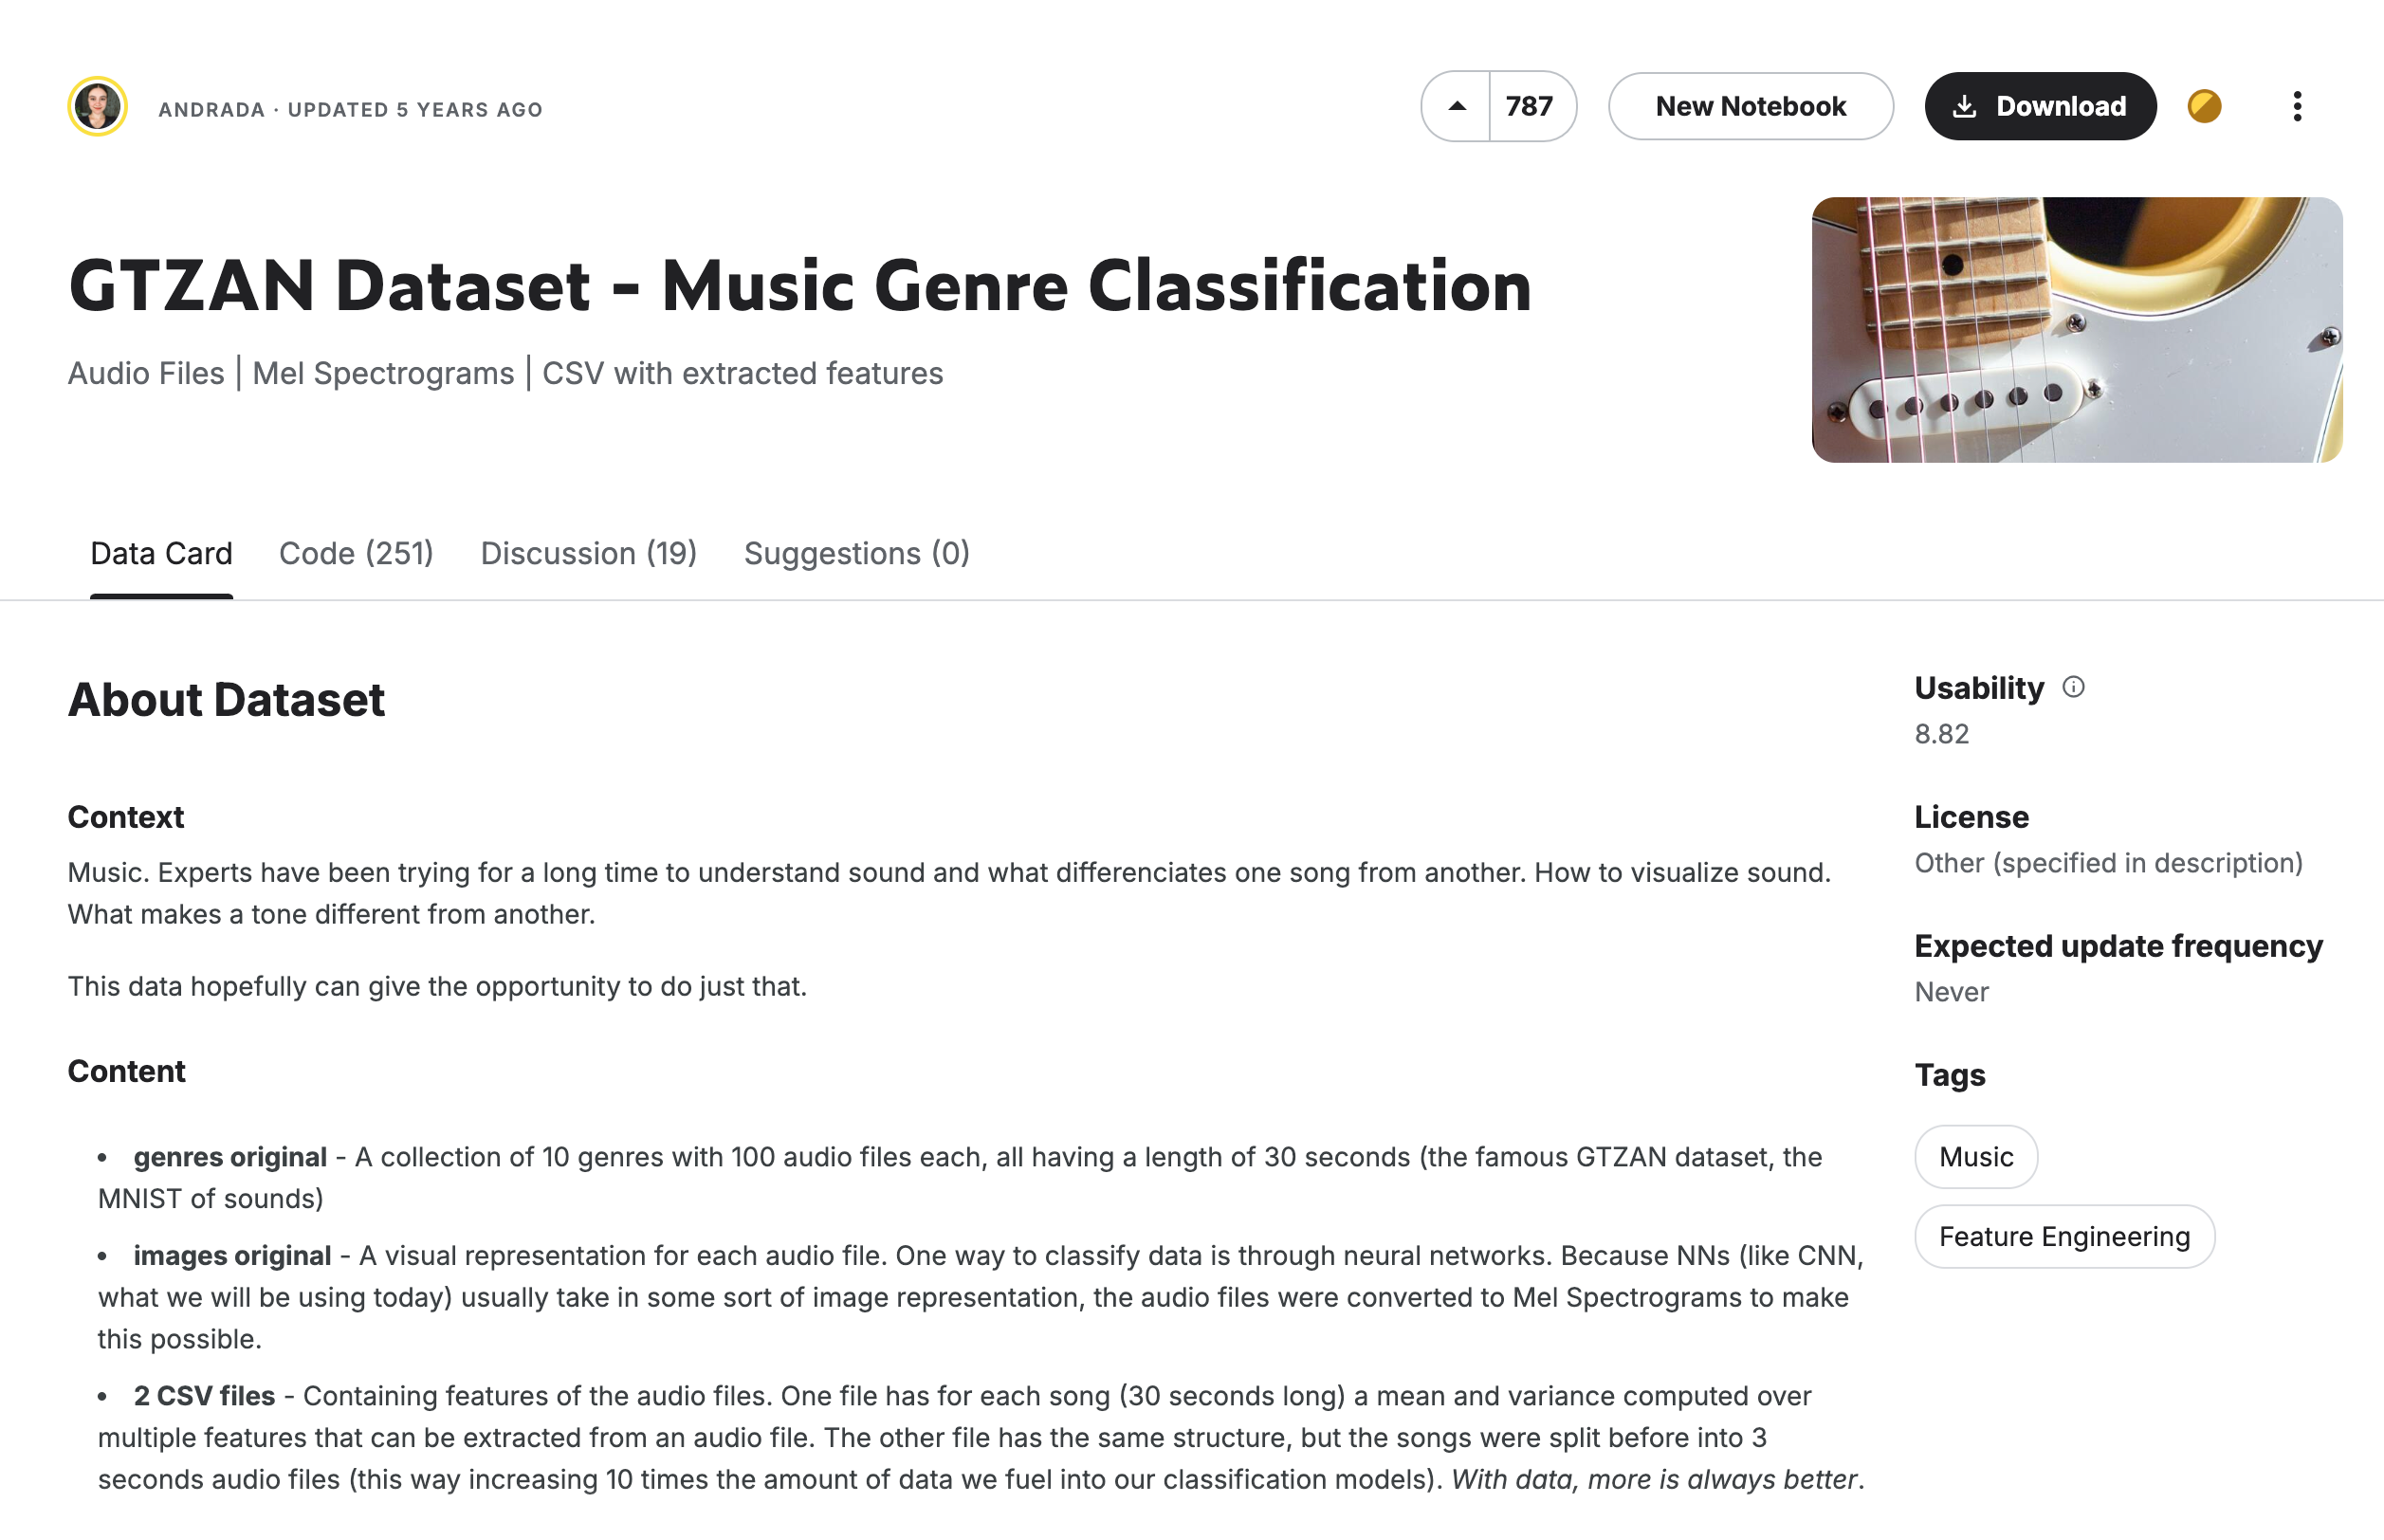 ANDRADA · UPDATED 5 YEARS AGO
787
New Notebook
Download
GTZAN Dataset - Music Genre Classification
Audio Files | Mel Spectrograms | CSV with extracted features
Data Card
Code (251)
Discussion (19)
Suggestions (0)
About Dataset
Context
Music. Experts have been trying for a long time to understand sound and what differenciates one song from another. How to visualize sound.
What makes a tone different from another.
This data hopefully can give the opportunity to do just that.
Content
• genres original - A collection of 10 genres with 100 audio files each, all having a length of 30 seconds (the famous GTZAN dataset, the
MNIST of sounds)
• images original - A visual representation for each audio file. One way to classify data is through neural networks. Because NNs (like CNN,
what we will be using today) usually take in some sort of image representation, the audio files were converted to Mel Spectrograms to make
this possible.
• 2 CSV files - Containing features of the audio files. One file has for each song (30 seconds long) a mean and variance computed over
multiple features that can be extracted from an audio file. The other file has the same structure, but the songs were split before into 3
seconds audio files (this way increasing 10 times the amount of data we fuel into our classification models). With data, more is always better.
Usability
8.82
License
Other (specified in description)
Expected update frequency
Never
Tags
Music
Feature Engineering